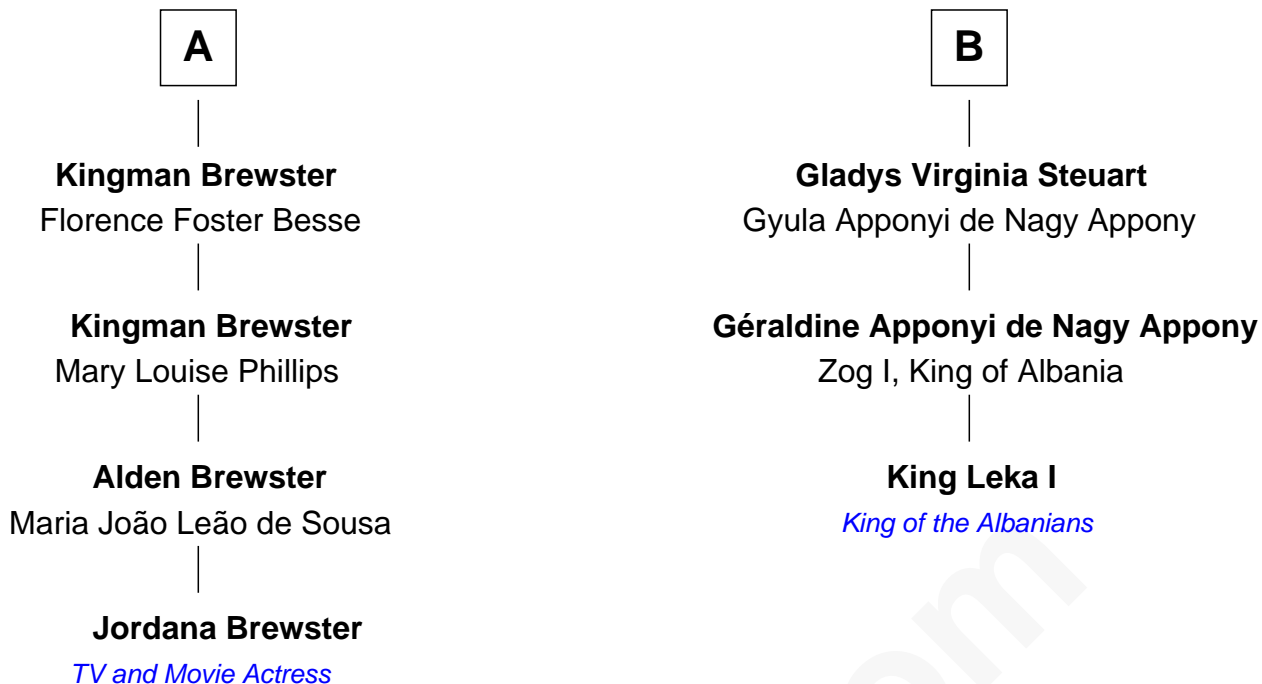 A
Kingman Brewster
Florence Foster Besse
Kingman Brewster
Mary Louise Phillips
Alden Brewster
Maria João Leão de Sousa
Jordana Brewster
TV and Movie Actress
B
Gladys Virginia Steuart
Gyula Apponyi de Nagy Appony
Géraldine Apponyi de Nagy Appony
Zog I, King of Albania
King Leka I
King of the Albanians
om